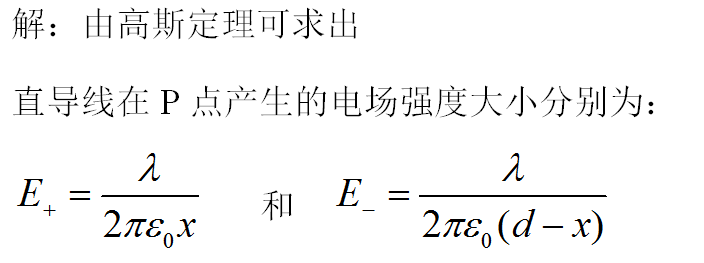 解：由高斯定理可求出
直导线在 P 点产生的电场强度大小分别为：
E₊ = λ / (2πε₀x) 和 E₋ = λ / (2πε₀(d − x))